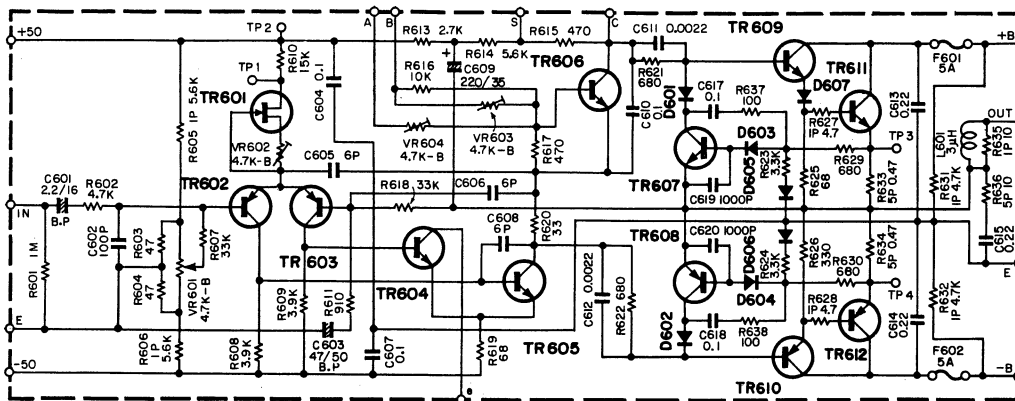 A B S C
C611 0.0022
TR609
+50
TP2
R613 2.7K
R615 470
R614 5.6K
TR606
F601
5A
+B
TP1
R610
15K
C604
0.1
R616
10K
+
C609
220/35
R621
680
C610
0.1
D601
C617
0.1
R637
100
D607
TR611
TR601
R605 1P 5.6K
VR602
4.7K-B
VR604
4.7K-B
VR603
4.7K-B
R617
470
R627
1P 4.7
C613
0.22
L601
3μH
OUT
R635
1P 10
D603
TP3
C605 6P
TR607
D605
R623
3.3K
R629
680
R625
68
R633
5P 0.47
R631
1P 4.7K
R636
5P 10
C601
2.2/16
B.P
R602
4.7K
TR602
R618 33K
C606 6P
C619 1000P
IN
C602
100P
R603
47
R607
33K
TR603
C608
6P
R620
33
TR608
C620 1000P
D606
R624
3.3K
R626
330
R634
5P 0.47
C615
0.22
E
R601 1M
R604
47
VR601
4.7K-B
TR604
C612 0.0022
R622 680
D604
R630
680
TP4
R632
1P 4.7K
R609
3.9K
R611
910
TR605
D602
C618
0.1
R638
100
R628
1P 4.7
C614
0.22
E
R606
1P
5.6K
R608
3.9K
C603
47/50
B.P
C607
0.1
R619
68
TR612
F602
5A
-50
TR610
-B
e